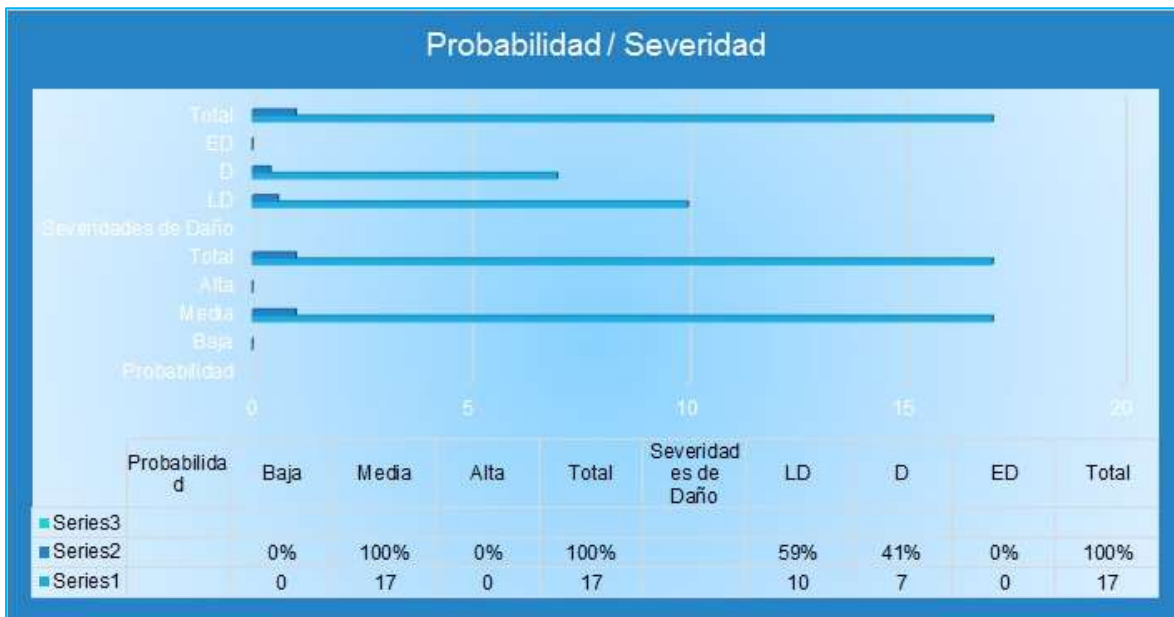 Probabilidad / Severidad
Total
ED
D
LD
Severidades de Daño
Total
Alta
Media
Baja
Probabilidad
0 5 10 15 20
Probabilida
d Baja Media Alta Total Severidad
es de
Daño LD D ED Total
Series3
Series2 0% 100% 0% 100% 59% 41% 0% 100%
Series1 0 17 0 17 10 7 0 17